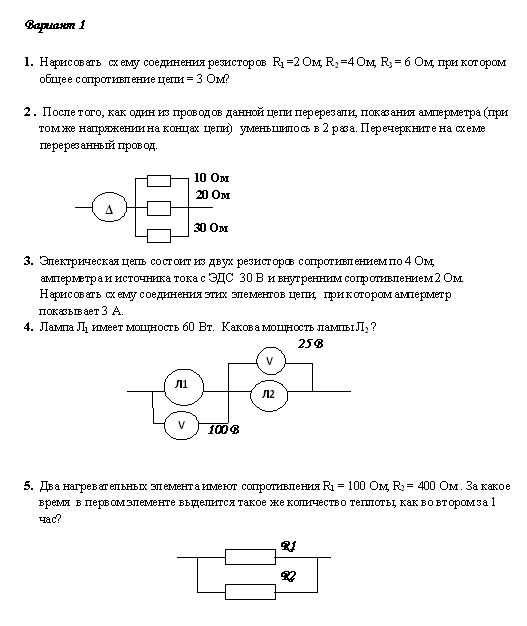 Вариант 1
1. Нарисовать схему соединения резисторов R₁ =2 Ом, R₂ =4 Ом, R₃ = 6 Ом, при котором
общее сопротивление цепи = 3 Ом?
2 . После того, как один из проводов данной цепи перерезали, показания амперметра (при
том же напряжении на концах цепи) уменьшилось в 2 раза. Перечеркните на схеме
перерезанный провод.
10 Ом
20 Ом
Δ
30 Ом
3. Электрическая цепь состоит из двух резисторов сопротивлением по 4 Ом,
амперметра и источника тока с ЭДС 30 В и внутренним сопротивлением 2 Ом.
Нарисовать схему соединения этих элементов цепи, при котором амперметр
показывает 3 А.
4. Лампа Л₁ имеет мощность 60 Вт. Какова мощность лампы Л₂ ?
25 В
V
Л1
Л2
V
100 В
5. Два нагревательных элемента имеют сопротивления R₁ = 100 Ом, R₂ = 400 Ом . За какое
время в первом элементе выделится такое же количество теплоты, как во втором за 1
час?
R1
R2